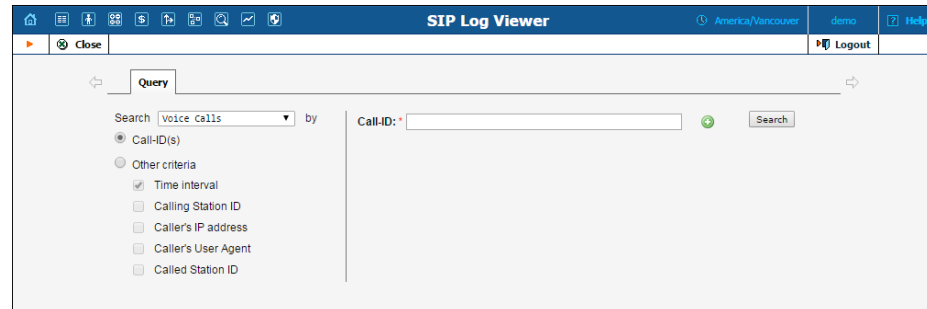 SIP Log Viewer America/Vancouver demo ? Help
Close Logout
Query
Search Voice Calls by
Call-ID(s)
Other criteria
Time interval
Calling Station ID
Caller's IP address
Caller's User Agent
Called Station ID
Call-ID: * Search